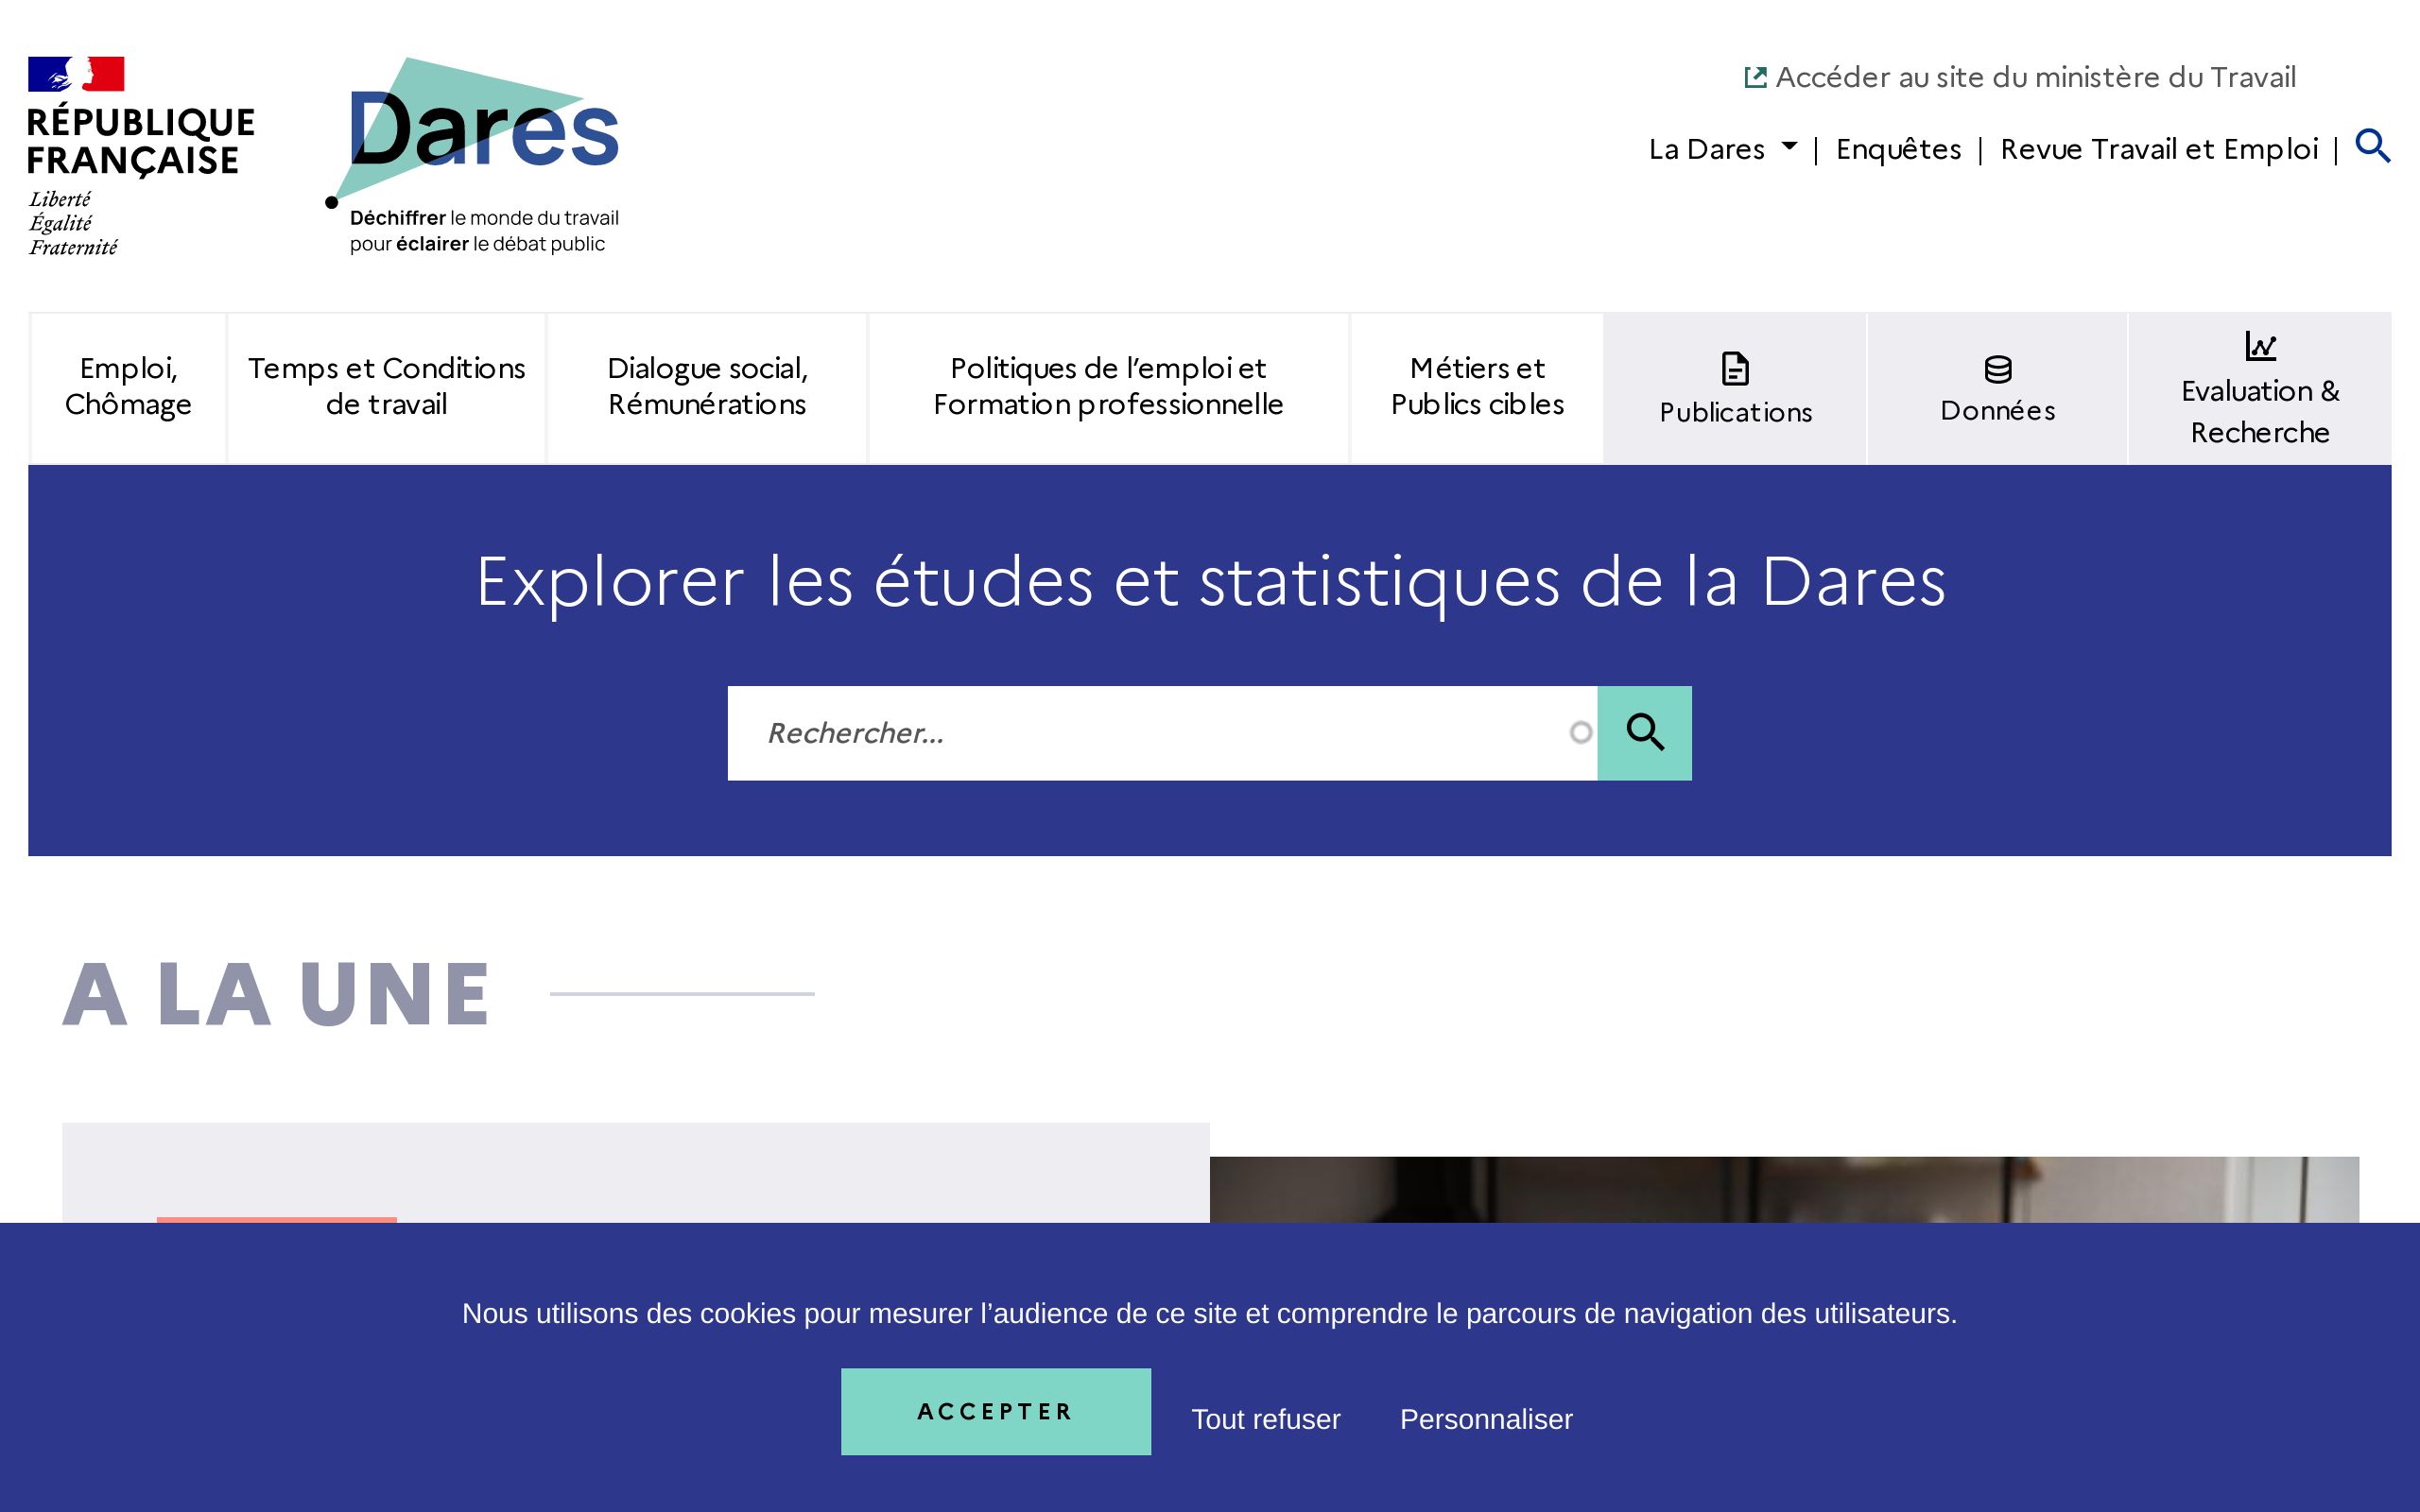 RÉPUBLIQUE
FRANÇAISE
Liberté
Égalité
Fraternité
Dares
Déchiffrer le monde du travail
pour éclairer le débat public
Accéder au site du ministère du Travail
La Dares | Enquêtes | Revue Travail et Emploi |
Emploi,
Chômage
Temps et Conditions
de travail
Dialogue social,
Rémunérations
Politiques de l’emploi et
Formation professionnelle
Métiers et
Publics cibles
Publications
Données
Evaluation &
Recherche
Explorer les études et statistiques de la Dares
Rechercher...
A LA UNE
Nous utilisons des cookies pour mesurer l’audience de ce site et comprendre le parcours de navigation des utilisateurs.
ACCEPTER
Tout refuser
Personnaliser